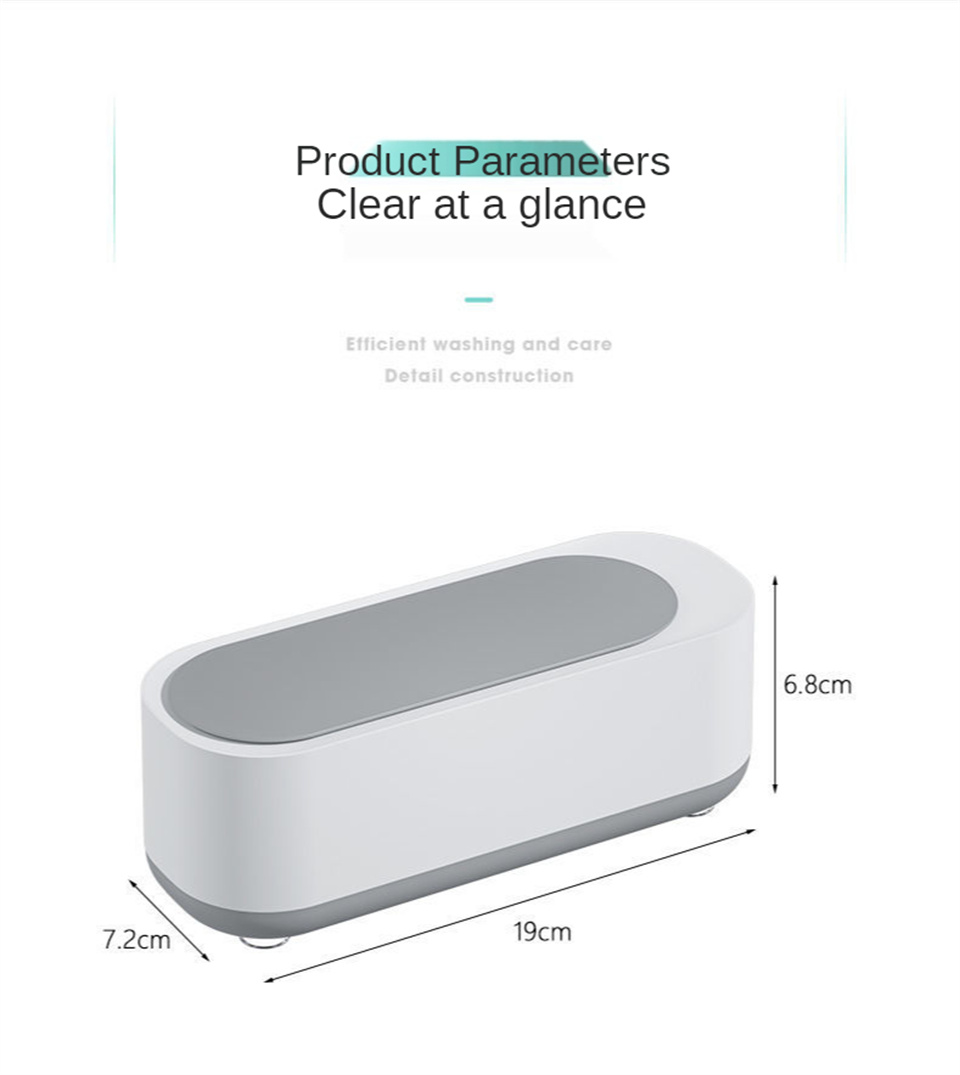 Product Parameters
Clear at a glance
Efficient washing and care
Detail construction
6.8cm
19cm
7.2cm